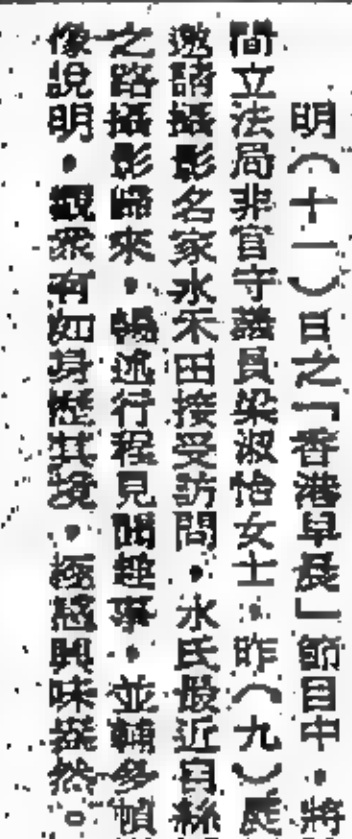 明（十一）日之「香港早晨」節目中，將
間立法局非官守議員梁淑怡女士。昨（九）晨
邀請攝影名家水禾田接受訪問，水氏最近自絲
之路攝影歸來，暢述行程見聞趣事，並輔多幀
像說明，觀眾有如身歷其境，極感興味盎然。